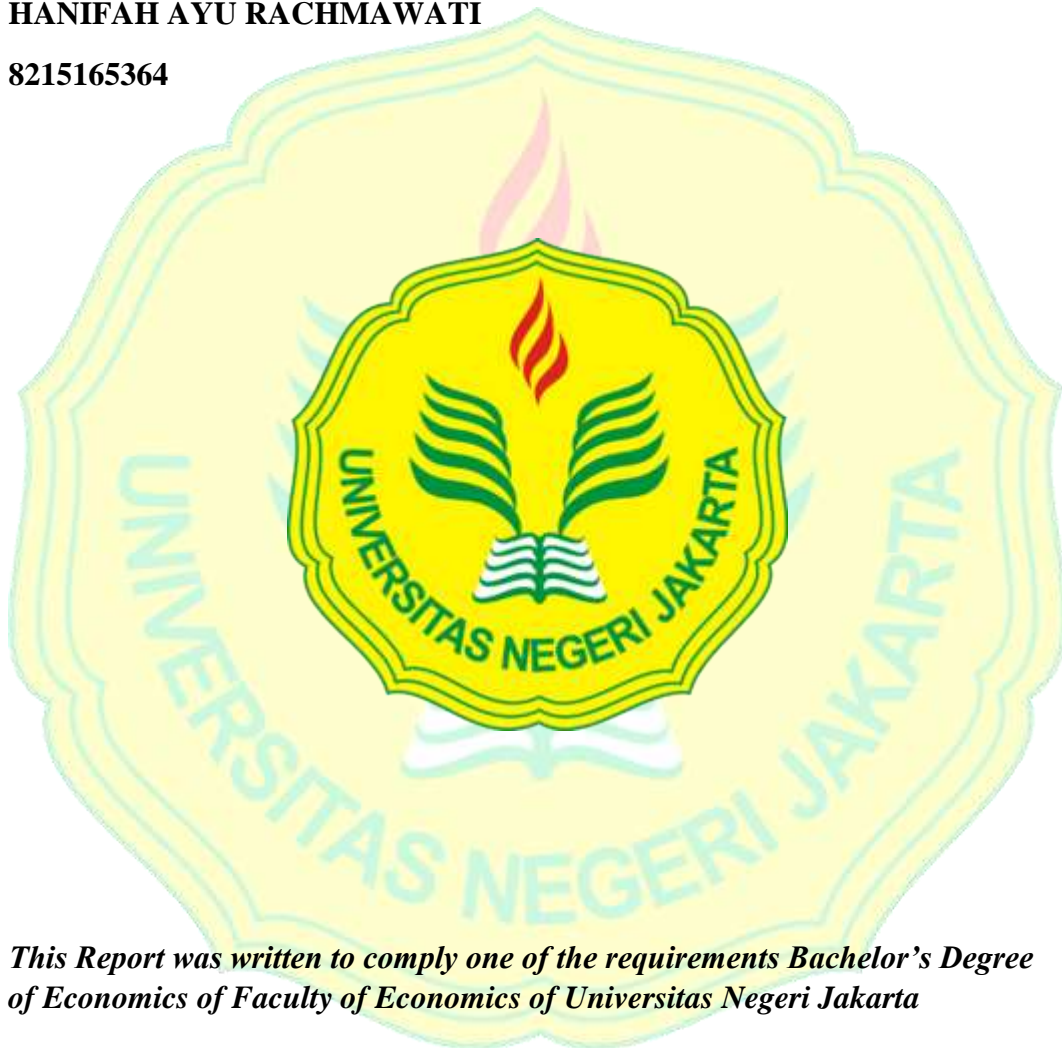 HANIFAH AYU RACHMAWATI
8215165364
UNIVERSITAS NEGERI JAKARTA
UNIVERSITAS NEGERI JAKARTA
This Report was written to comply one of the requirements Bachelor’s Degree
of Economics of Faculty of Economics of Universitas Negeri Jakarta